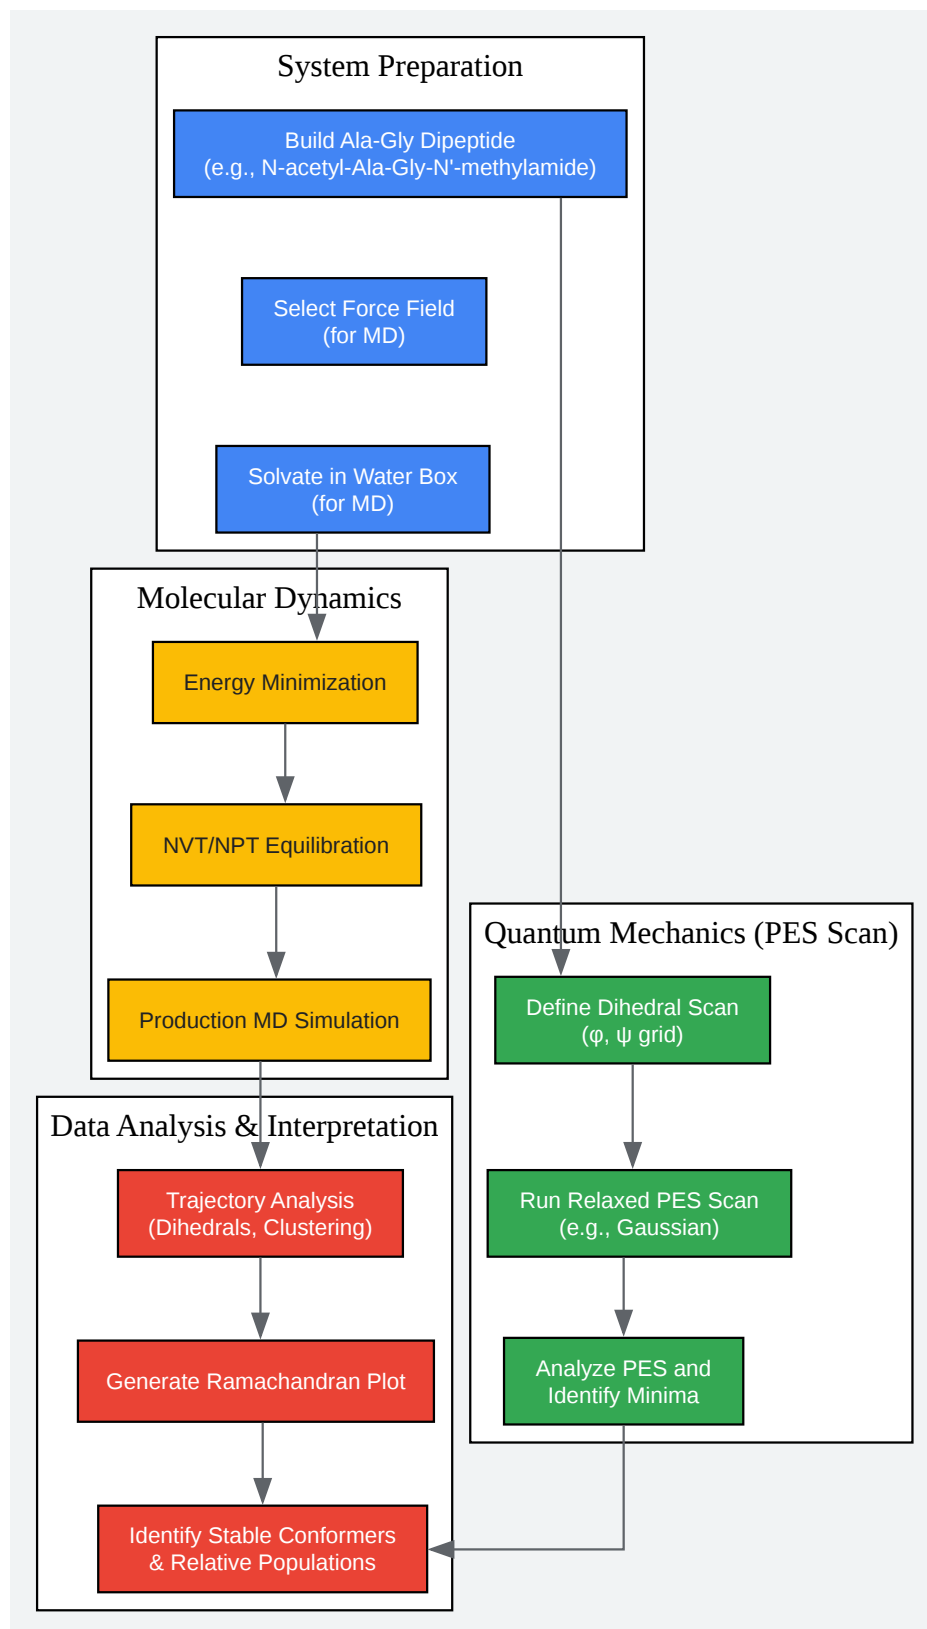 System Preparation
Build Ala-Gly Dipeptide
(e.g., N-acetyl-Ala-Gly-N'-methylamide)
Select Force Field
(for MD)
Solvate in Water Box
(for MD)
Molecular Dynamics
Energy Minimization
NVT/NPT Equilibration
Production MD Simulation
Quantum Mechanics (PES Scan)
Define Dihedral Scan
(φ, ψ grid)
Run Relaxed PES Scan
(e.g., Gaussian)
Analyze PES and
Identify Minima
Data Analysis & Interpretation
Trajectory Analysis
(Dihedrals, Clustering)
Generate Ramachandran Plot
Identify Stable Conformers
& Relative Populations